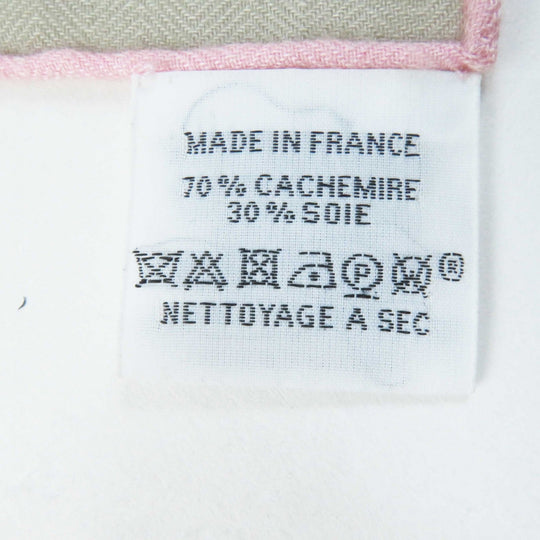 MADE IN FRANCE
70% CACHEMIRE
30% SOIE
P ®
NETTOYAGE A SEC